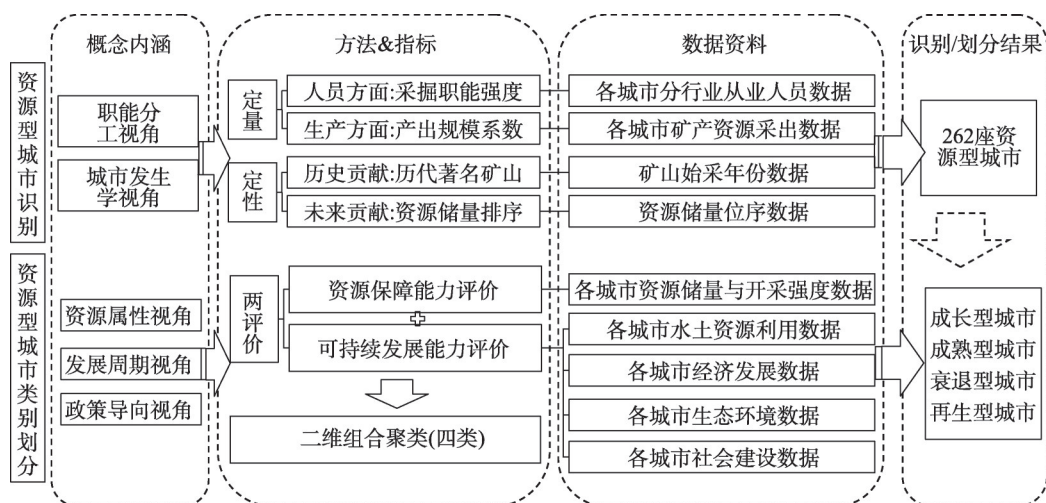 概念内涵
方法&指标
数据资料
识别/划分结果
资源型城市识别
职能分
工视角
城市发生
学视角
定量
人员方面:采掘职能强度
生产方面:产出规模系数
定性
历史贡献:历代著名矿山
未来贡献:资源储量排序
各城市分行业从业人员数据
各城市矿产资源采出数据
矿山始采年份数据
资源储量位序数据
262座资
源型城市
资源型城市类别划分
资源属性视角
发展周期视角
政策导向视角
两评价
资源保障能力评价
可持续发展能力评价
二维组合聚类(四类)
各城市资源储量与开采强度数据
各城市水土资源利用数据
各城市经济发展数据
各城市生态环境数据
各城市社会建设数据
成长型城市
成熟型城市
衰退型城市
再生型城市